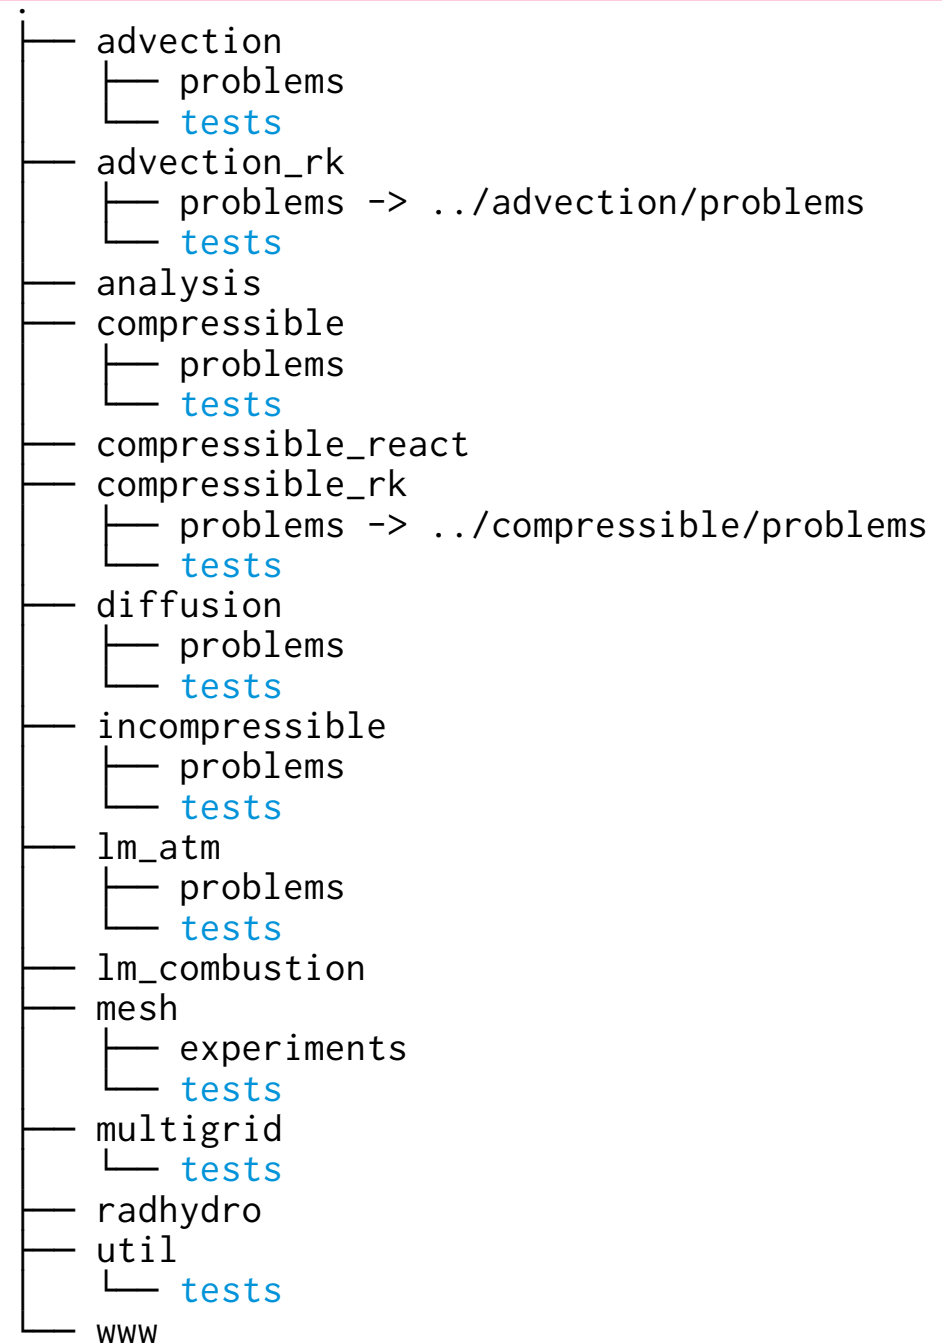 .
├── advection
│   ├── problems
│   └── tests
├── advection_rk
│   ├── problems -> ../advection/problems
│   └── tests
├── analysis
├── compressible
│   ├── problems
│   └── tests
├── compressible_react
├── compressible_rk
│   ├── problems -> ../compressible/problems
│   └── tests
├── diffusion
│   ├── problems
│   └── tests
├── incompressible
│   ├── problems
│   └── tests
├── lm_atm
│   ├── problems
│   └── tests
├── lm_combustion
├── mesh
│   ├── experiments
│   └── tests
├── multigrid
│   └── tests
├── radhydro
├── util
│   └── tests
└── www